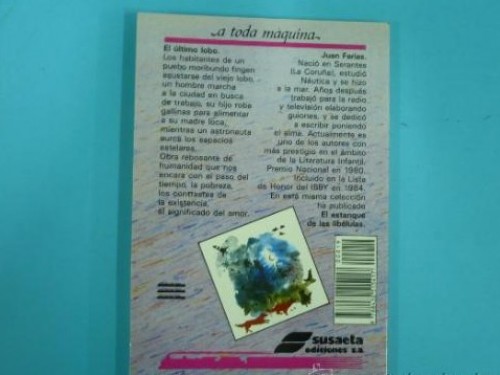 a toda maquina
El último lobo.
Los habitantes de un
pueblo moribundo fingen
asustarse del viejo lobo,
un hombre marcha
a la ciudad en busca
de trabajo, su hijo roba
gallinas para alimentar
a su madre loca,
mientras un astronauta
surca los espacios
estelares.
Obra rebosante de
humanidad que nos
encara con el paso del
tiempo, la pobreza,
los contrastes de
la existencia,
el significado del amor.
Juan Farias.
Nació en Serantes
(La Coruña), estudió
Náutica y se hizo
a la mar. Años después
trabajó para la radio
y televisión elaborando
guiones, y se dedicó
a escribir poniendo
el alma. Actualmente es
uno de los autores con
más prestigio en el ámbito
de la Literatura Infantil.
Premio Nacional en 1980.
Incluido en la Lista
de Honor del IBBY en 1984.
En esta misma colección
ha publicado
El estanque
de las libélulas.
susaeta
ediciones s.a.